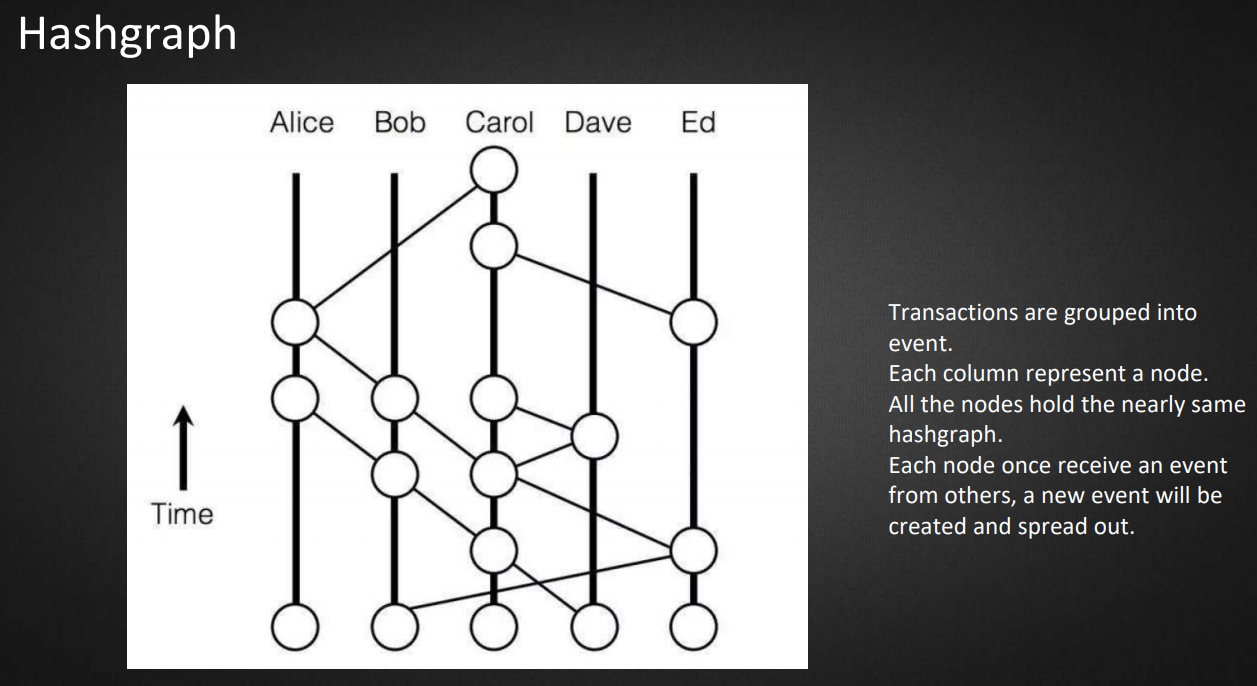 Hashgraph
Alice Bob Carol Dave Ed
Time
Transactions are grouped into
event.
Each column represent a node.
All the nodes hold the nearly same
hashgraph.
Each node once receive an event
from others, a new event will be
created and spread out.